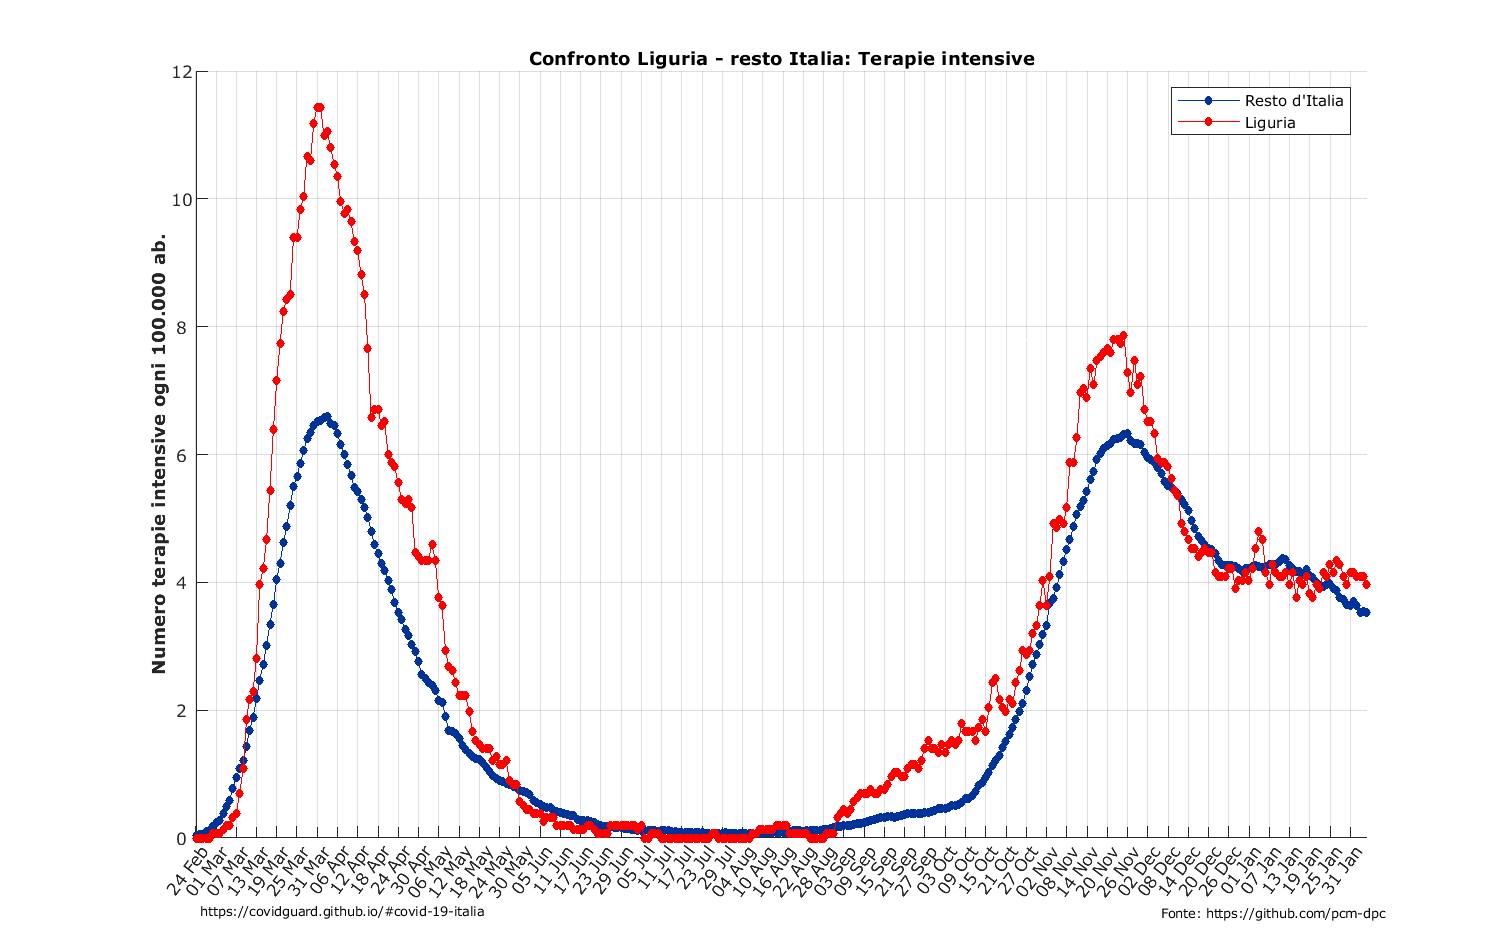 Confronto Liguria - resto Italia: Terapie intensive
Resto d'Italia
Liguria
Numero terapie intensive ogni 100.000 ab.
12
10
8
6
4
2
0
24 Feb
01 Mar
07 Mar
13 Mar
19 Mar
25 Mar
31 Mar
06 Apr
12 Apr
18 Apr
24 Apr
30 Apr
06 May
12 May
18 May
24 May
30 May
05 Jun
11 Jun
17 Jun
23 Jun
29 Jun
05 Jul
11 Jul
17 Jul
23 Jul
29 Jul
04 Aug
10 Aug
16 Aug
22 Aug
28 Aug
03 Sep
09 Sep
15 Sep
21 Sep
27 Sep
03 Oct
09 Oct
15 Oct
21 Oct
27 Oct
02 Nov
08 Nov
14 Nov
20 Nov
26 Nov
02 Dec
08 Dec
14 Dec
20 Dec
26 Dec
01 Jan
07 Jan
13 Jan
19 Jan
25 Jan
31 Jan
https://covidguard.github.io/#covid-19-italia
Fonte: https://github.com/pcm-dpc